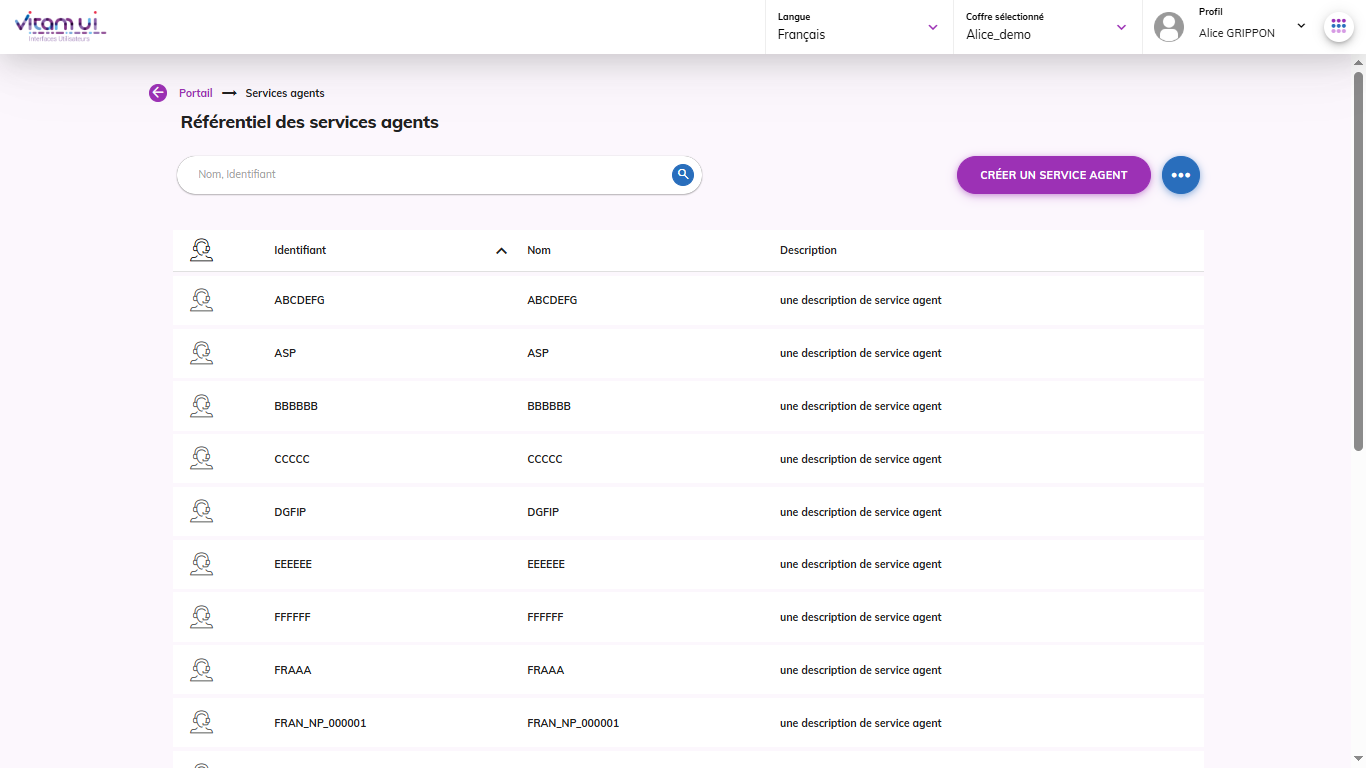 vitam ui
Interfaces Utilisateurs
Langue
Français
Coffre sélectionné
Alice_demo
Profil
Alice GRIPPON
Portail
Services agents
Référentiel des services agents
Nom, Identifiant
CRÉER UN SERVICE AGENT
Identifiant Nom Description
ABCDEFG ABCDEFG une description de service agent
ASP ASP une description de service agent
BBBBBB BBBBBB une description de service agent
CCCCC CCCCC une description de service agent
DGFIP DGFIP une description de service agent
EEEEEE EEEEEE une description de service agent
FFFFFF FFFFFF une description de service agent
FRAAA FRAAA une description de service agent
FRAN_NP_000001 FRAN_NP_000001 une description de service agent